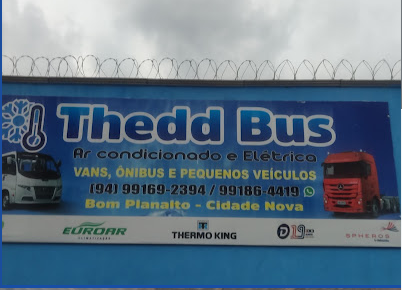 Thedd Bus
Ar condicionado e Elétrica
VANS, ÔNIBUS E PEQUENOS VEÍCULOS
(94) 99169-2394 / 99186-4419
Bom Planalto - Cidade Nova
EUROAR
CLIMATIZAÇÃO
THERMO KING
SPHEROS